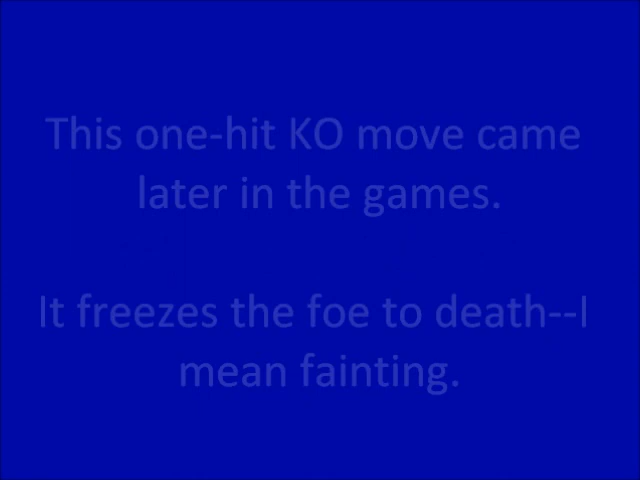 This one-hit KO move came
later in the games.
It freezes the foe to death--I
mean fainting.